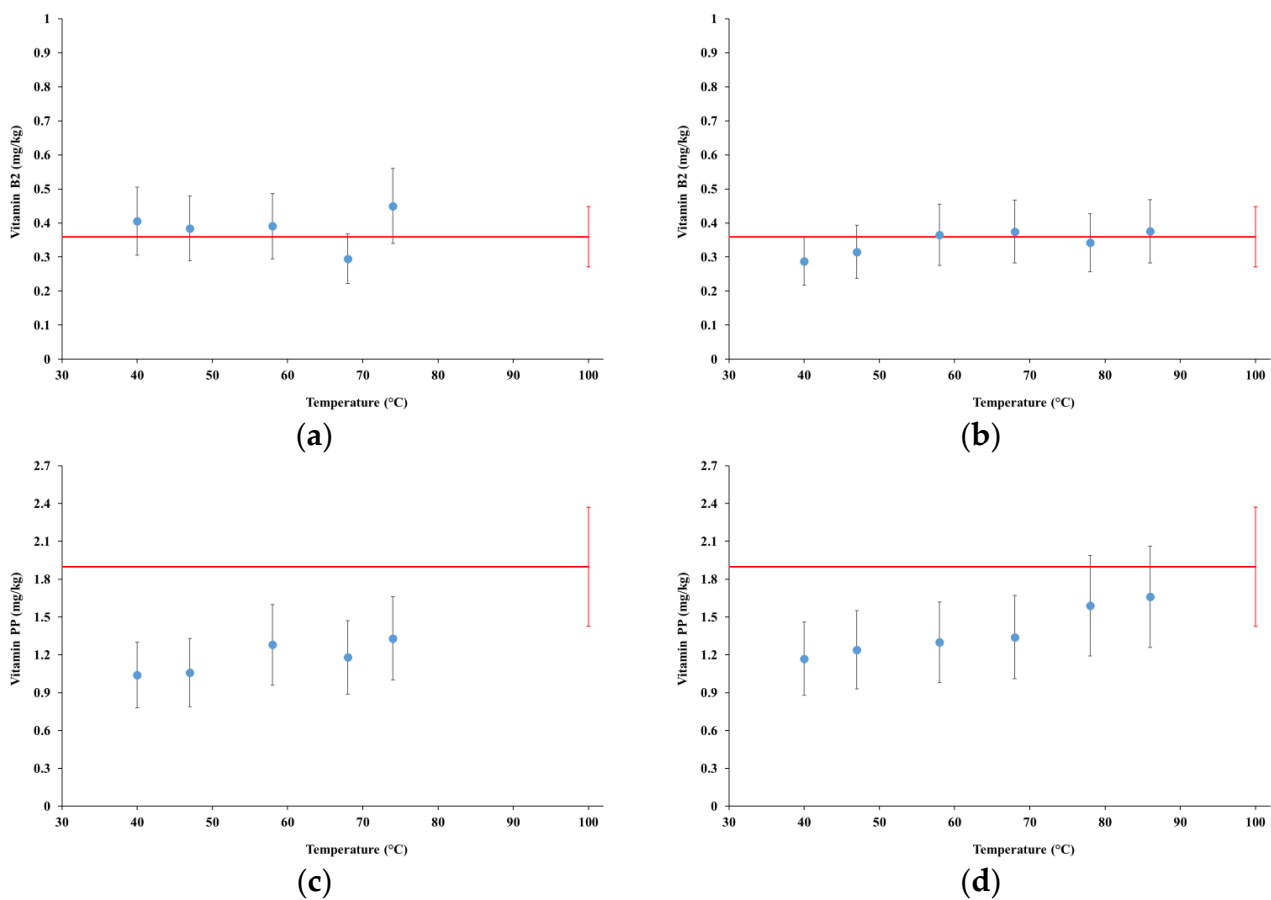 1
0.9
0.8
0.7
0.6
0.5
0.4
0.3
0.2
0.1
0
Vitamin B2 (mg/kg)
30 40 50 60 70 80 90 100
Temperature (°C)
(a)
1
0.9
0.8
0.7
0.6
0.5
0.4
0.3
0.2
0.1
0
Vitamin B2 (mg/kg)
30 40 50 60 70 80 90 100
Temperature (°C)
(b)
2.7
2.4
2.1
1.8
1.5
1.2
0.9
0.6
0.3
0
Vitamin PP (mg/kg)
30 40 50 60 70 80 90 100
Temperature (°C)
(c)
2.7
2.4
2.1
1.8
1.5
1.2
0.9
0.6
0.3
0
Vitamin PP (mg/kg)
30 40 50 60 70 80 90 100
Temperature (°C)
(d)